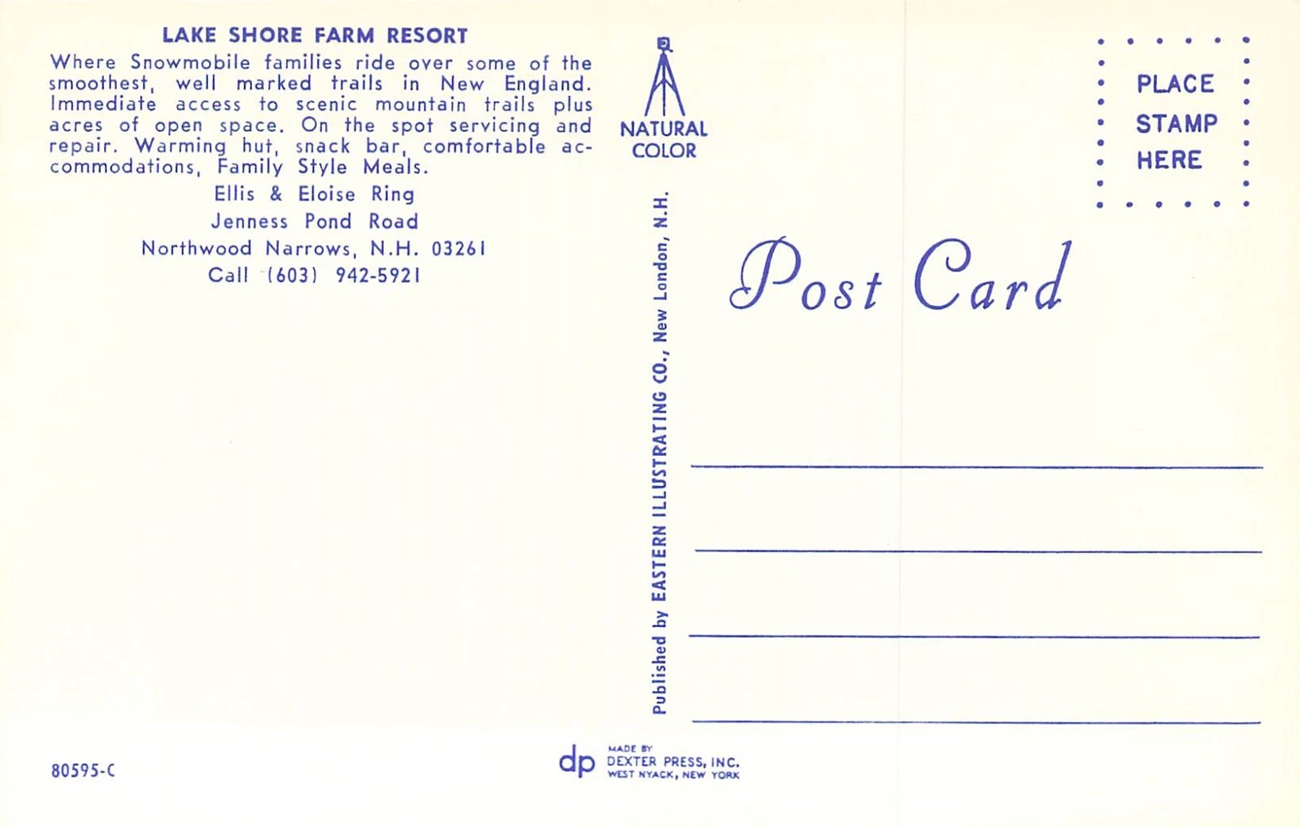 LAKE SHORE FARM RESORT
Where Snowmobile families ride over some of the
smoothest, well marked trails in New England.
Immediate access to scenic mountain trails plus
acres of open space. On the spot servicing and
repair. Warming hut, snack bar, comfortable ac-
commodations, Family Style Meals.
Ellis & Eloise Ring
Jenness Pond Road
Northwood Narrows, N.H. 03261
Call (603) 942-5921
NATURAL
COLOR
PLACE
STAMP
HERE
Post Card
Published by EASTERN ILLUSTRATING CO., New London, N.H.
80595-C
dp
MADE BY
DEXTER PRESS, INC.
WEST NYACK, NEW YORK